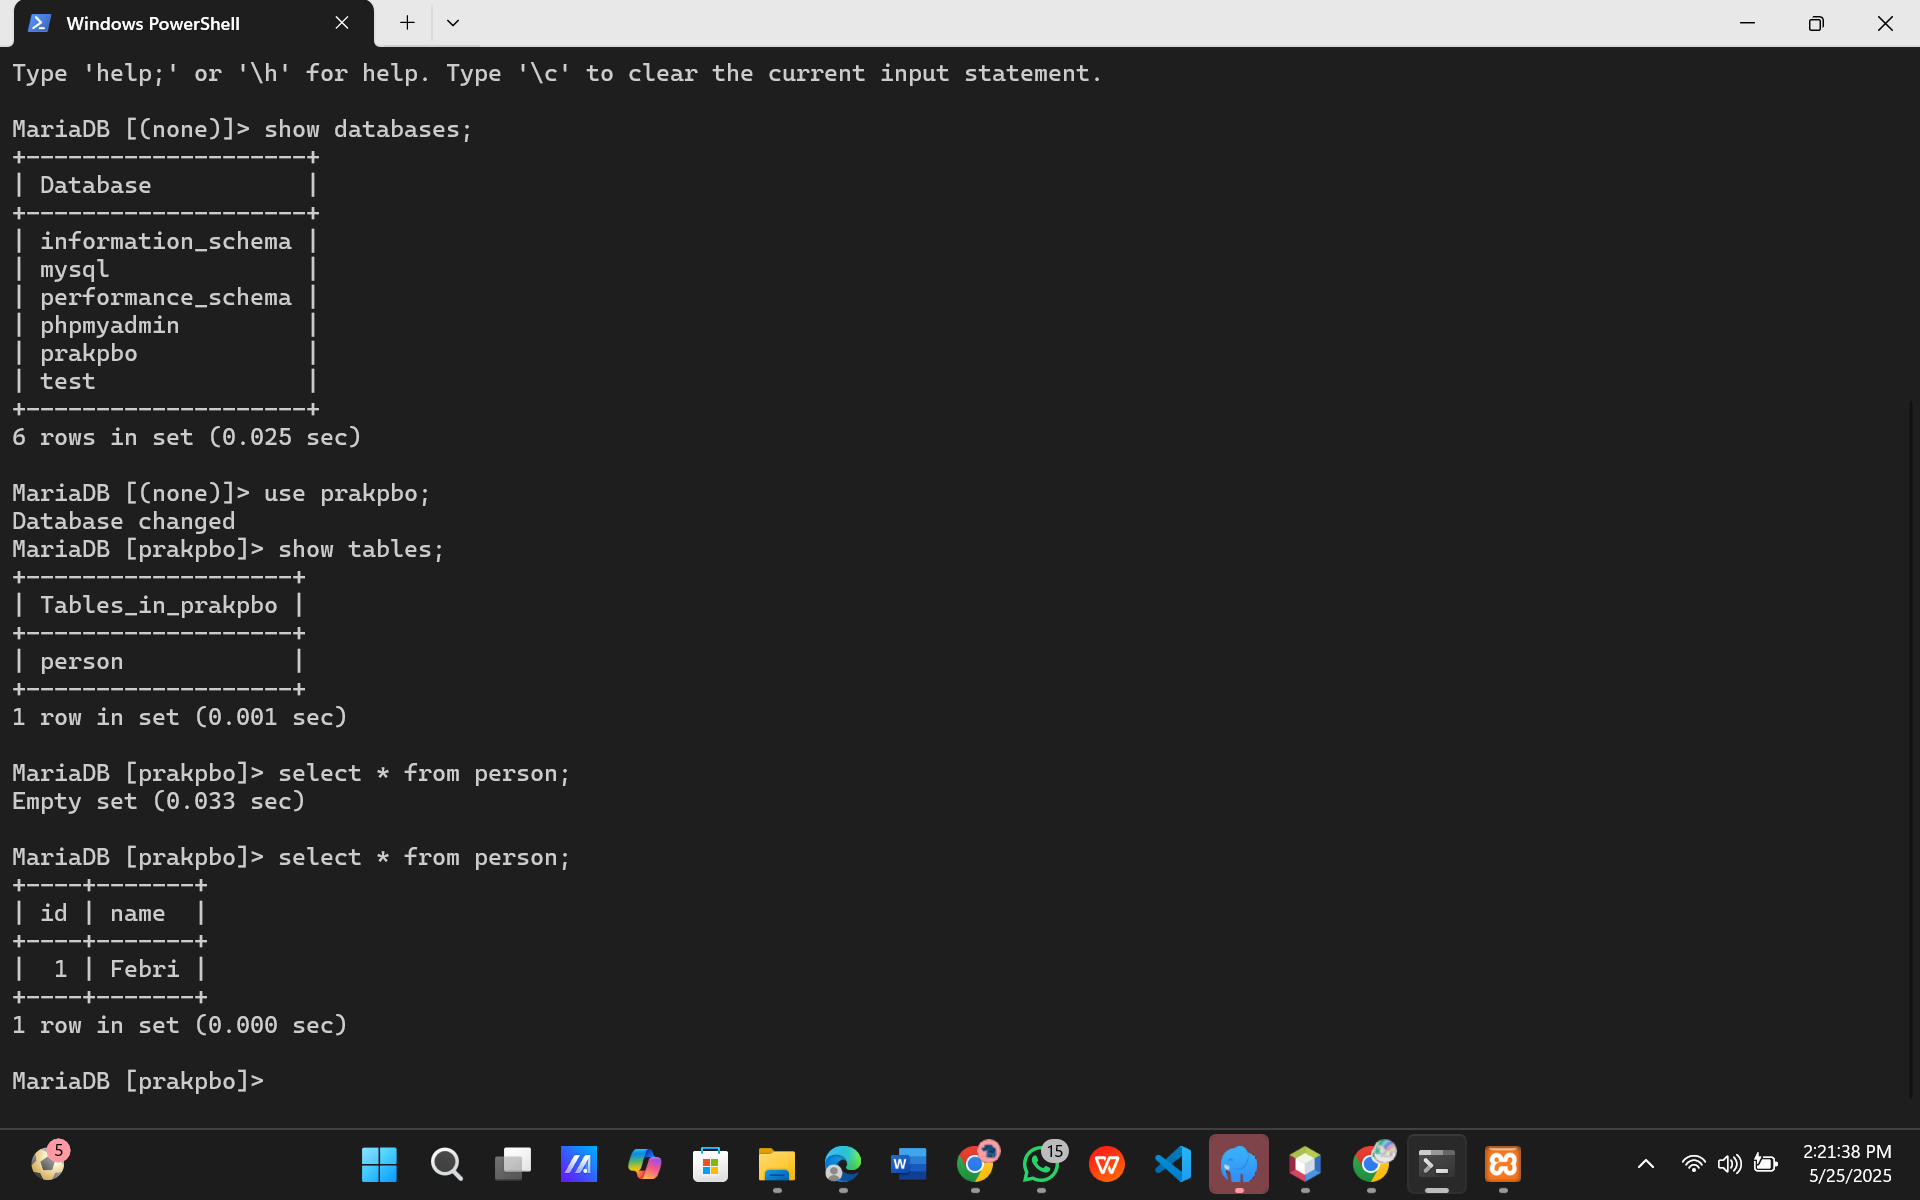 Windows PowerShell
Type 'help;' or '\h' for help. Type '\c' to clear the current input statement.
MariaDB [(none)]> show databases;
+--------------------+
| Database           |
+--------------------+
| information_schema |
| mysql              |
| performance_schema |
| phpmyadmin         |
| prakpbo            |
| test               |
+--------------------+
6 rows in set (0.025 sec)
MariaDB [(none)]> use prakpbo;
Database changed
MariaDB [prakpbo]> show tables;
+-------------------+
| Tables_in_prakpbo |
+-------------------+
| person            |
+-------------------+
1 row in set (0.001 sec)
MariaDB [prakpbo]> select * from person;
Empty set (0.033 sec)
MariaDB [prakpbo]> select * from person;
+----+-------+
| id | name  |
+----+-------+
|  1 | Febri |
+----+-------+
1 row in set (0.000 sec)
MariaDB [prakpbo]>
5
W
15
W
2:21:38 PM
5/25/2025